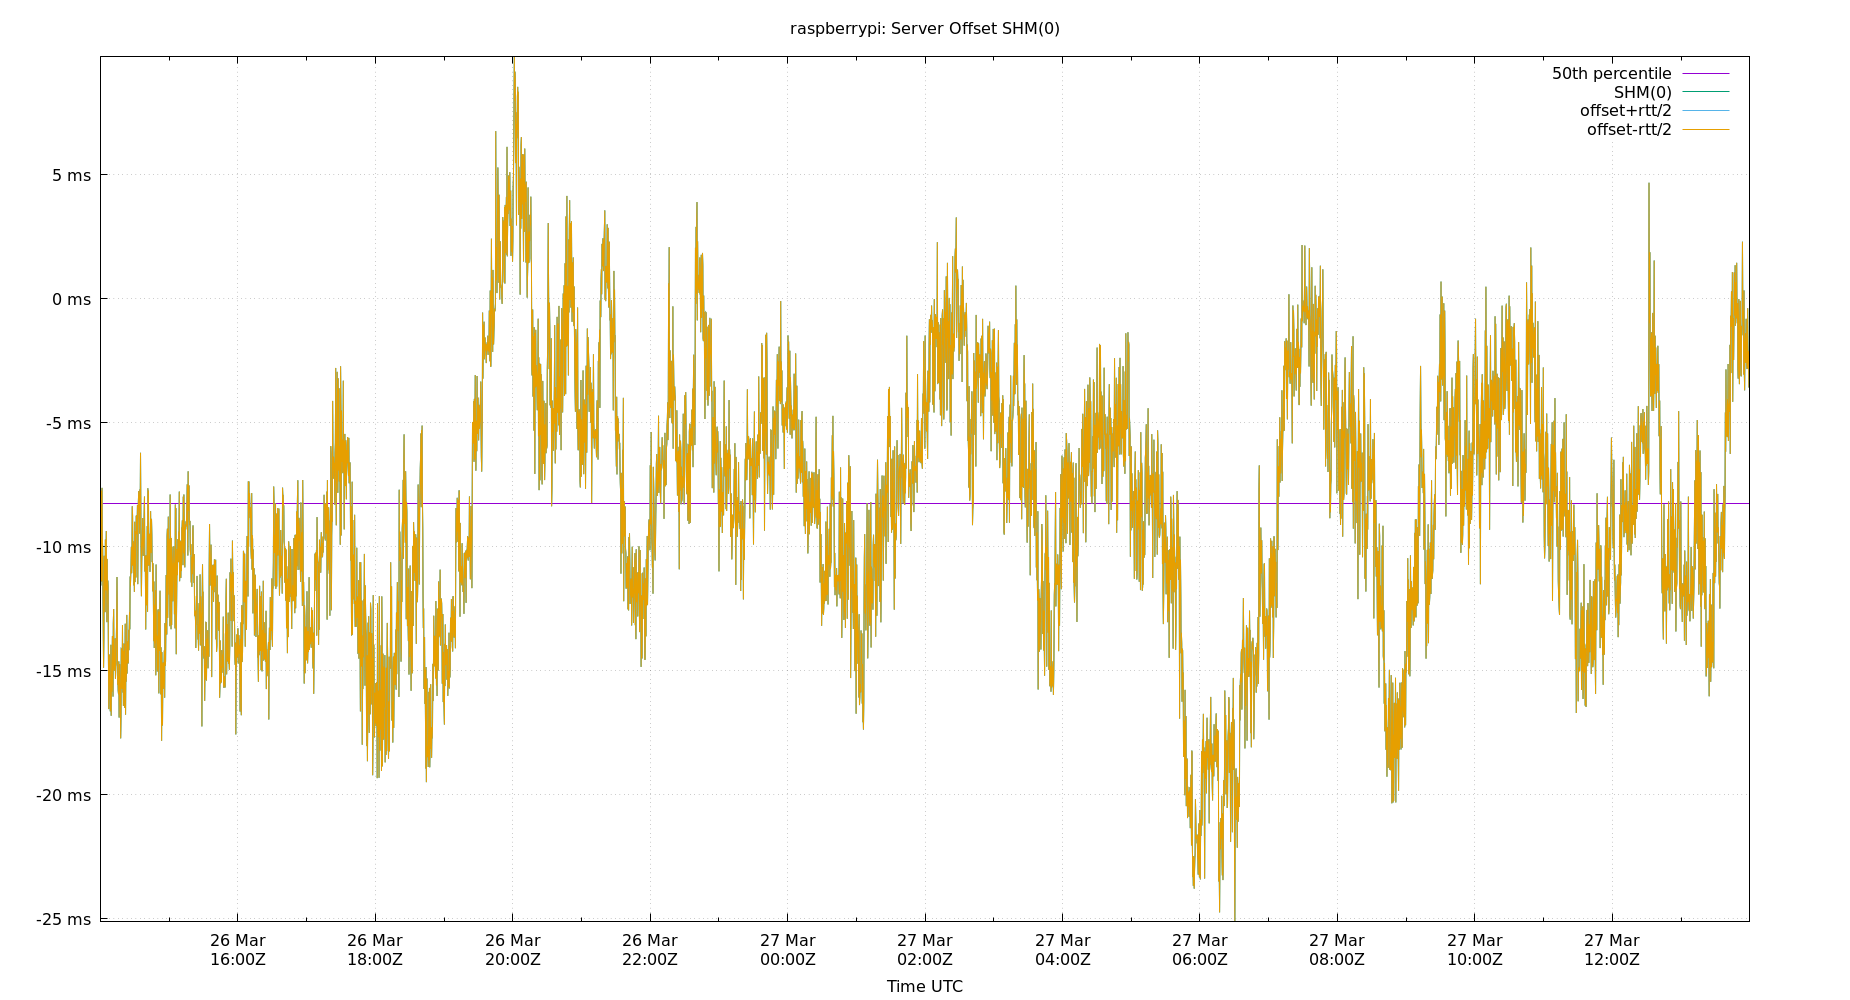 raspberrypi: Server Offset SHM(0)
50th percentile
SHM(0)
offset+rtt/2
offset-rtt/2
5 ms
0 ms
-5 ms
-10 ms
-15 ms
-20 ms
-25 ms
26 Mar 26 Mar 26 Mar 26 Mar 27 Mar 27 Mar 27 Mar 27 Mar 27 Mar 27 Mar 27 Mar
16:00Z 18:00Z 20:00Z 22:00Z 00:00Z 02:00Z 04:00Z 06:00Z 08:00Z 10:00Z 12:00Z
Time UTC